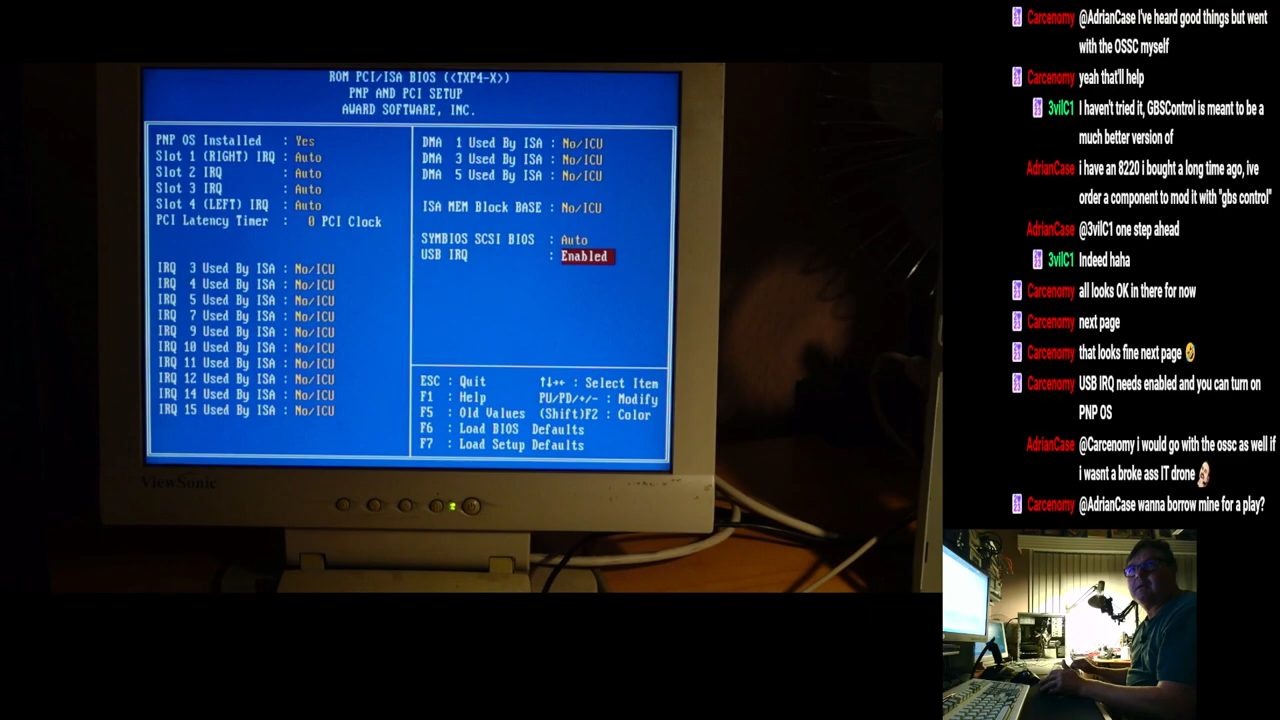 ROM PCI/ISA BIOS (<TXP4-X>)
PNP AND PCI SETUP
AWARD SOFTWARE, INC.
PNP OS Installed : Yes
Slot 1 (RIGHT) IRQ : Auto
Slot 2 IRQ : Auto
Slot 3 IRQ : Auto
Slot 4 (LEFT) IRQ : Auto
PCI Latency Timer : 0 PCI Clock
IRQ 3 Used By ISA : No/ICU
IRQ 4 Used By ISA : No/ICU
IRQ 5 Used By ISA : No/ICU
IRQ 7 Used By ISA : No/ICU
IRQ 9 Used By ISA : No/ICU
IRQ 10 Used By ISA : No/ICU
IRQ 11 Used By ISA : No/ICU
IRQ 12 Used By ISA : No/ICU
IRQ 14 Used By ISA : No/ICU
IRQ 15 Used By ISA : No/ICU
DMA 1 Used By ISA : No/ICU
DMA 3 Used By ISA : No/ICU
DMA 5 Used By ISA : No/ICU
ISA MEM Block BASE : No/ICU
SYMBIOS SCSI BIOS : Auto
USB IRQ : Enabled
ESC : Quit ↑↓→← : Select Item
F1 : Help PU/PD/+/- : Modify
F5 : Old Values (Shift)F2 : Color
F6 : Load BIOS Defaults
F7 : Load Setup Defaults
ViewSonic
Carcenomy @AdrianCase I've heard good things but went
with the OSSC myself
Carcenomy yeah that'll help
3vilC1 I haven't tried it, GBSControl is meant to be a
much better version of
AdrianCase i have an 8220 i bought a long time ago, ive
order a component to mod it with "gbs control"
AdrianCase @3vilC1 one step ahead
3vilC1 Indeed haha
Carcenomy all looks OK in there for now
Carcenomy next page
Carcenomy that looks fine next page 🤣
Carcenomy USB IRQ needs enabled and you can turn on
PNP OS
AdrianCase @Carcenomy i would go with the ossc as well if
i wasnt a broke ass IT drone
Carcenomy @AdrianCase wanna borrow mine for a play?